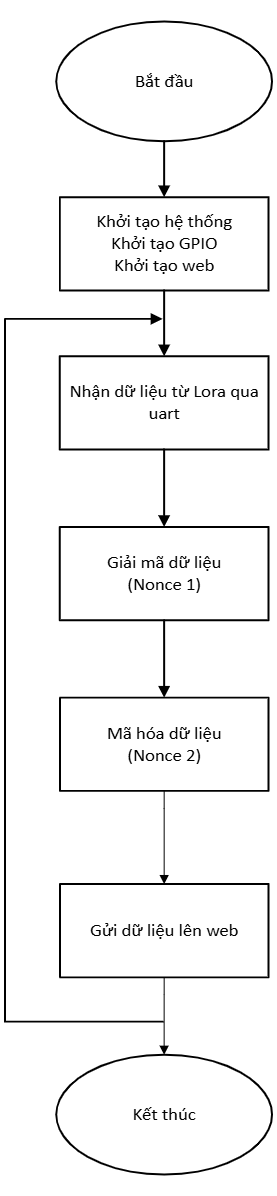 Bắt đầu
Khởi tạo hệ thống
Khởi tạo GPIO
Khởi tạo web
Nhận dữ liệu từ Lora qua
uart
Giải mã dữ liệu
(Nonce 1)
Mã hóa dữ liệu
(Nonce 2)
Gửi dữ liệu lên web
Kết thúc